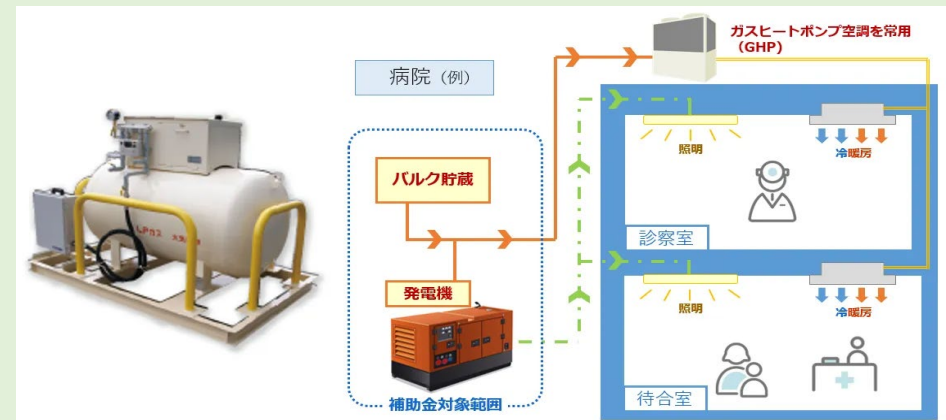 ガスヒートポンプ空調を常用
(GHP)
病院(例)
照明
冷暖房
バルク貯蔵
診察室
発電機
照明
冷暖房
待合室
補助金対象範囲
LPガス